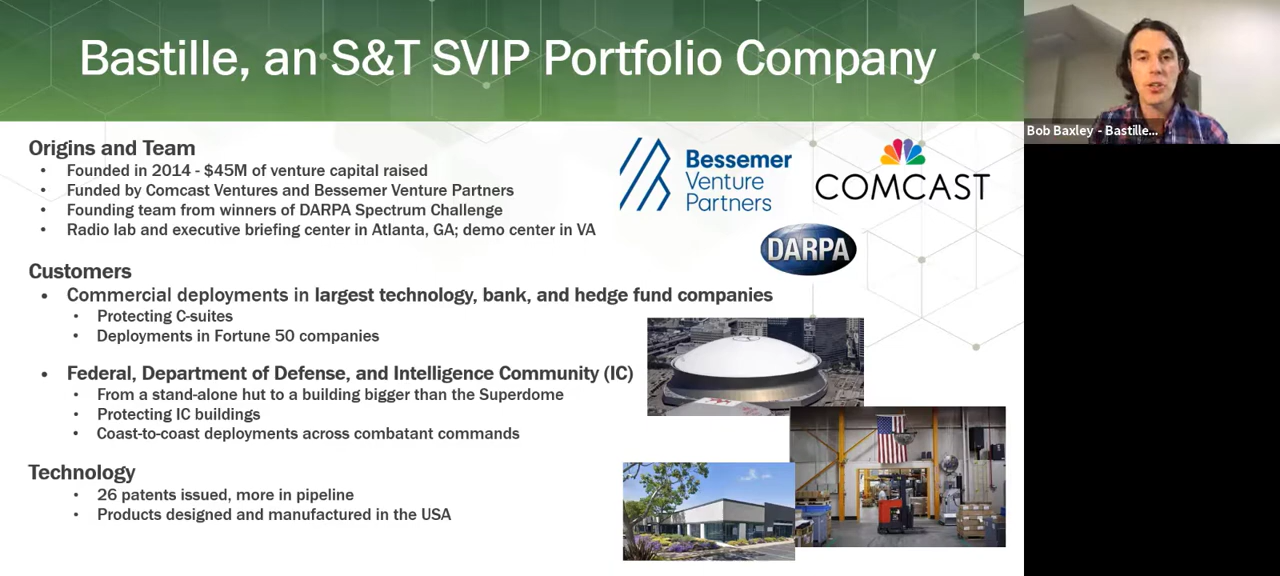 Bastille, an S&T SVIP Portfolio Company
Bob Baxley - Bastille...
Origins and Team
• Founded in 2014 - $45M of venture capital raised
• Funded by Comcast Ventures and Bessemer Venture Partners
• Founding team from winners of DARPA Spectrum Challenge
• Radio lab and executive briefing center in Atlanta, GA; demo center in VA
Bessemer
Venture
Partners
COMCAST
DARPA
Customers
• Commercial deployments in largest technology, bank, and hedge fund companies
• Protecting C-suites
• Deployments in Fortune 50 companies
• Federal, Department of Defense, and Intelligence Community (IC)
• From a stand-alone hut to a building bigger than the Superdome
• Protecting IC buildings
• Coast-to-coast deployments across combatant commands
Technology
• 26 patents issued, more in pipeline
• Products designed and manufactured in the USA